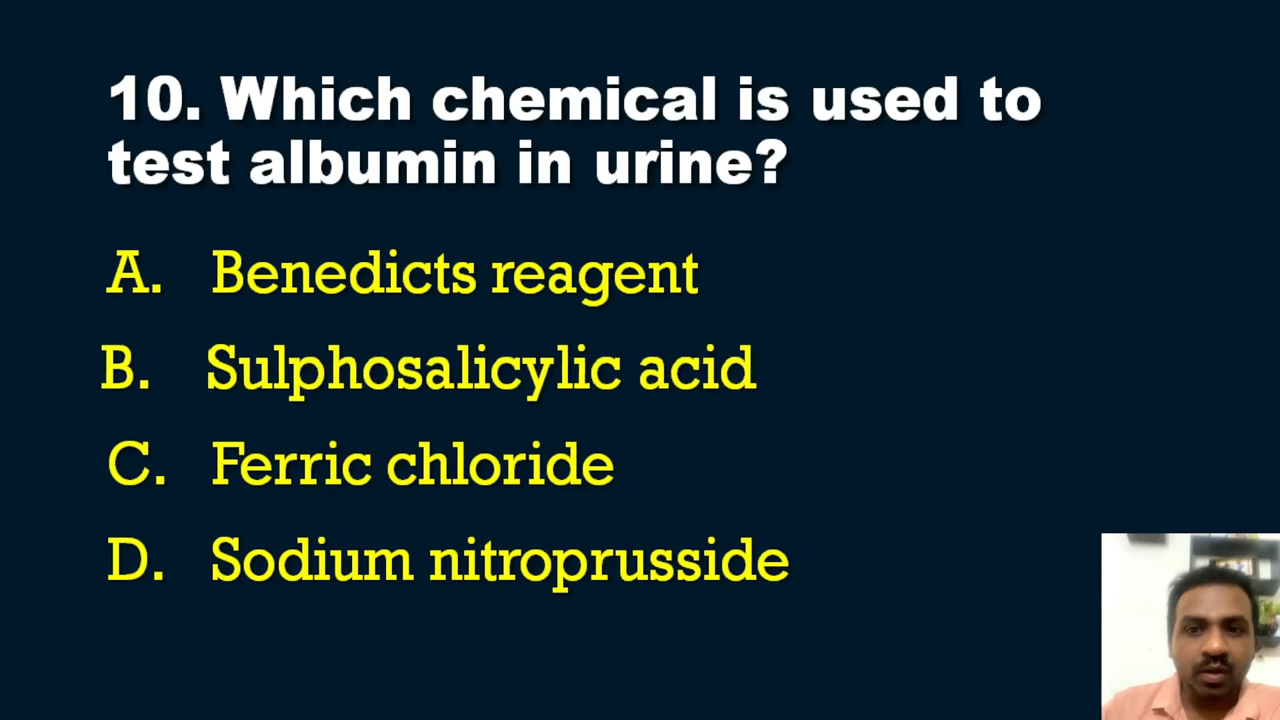 10. Which chemical is used to
test albumin in urine?
A. Benedicts reagent
B. Sulphosalicylic acid
C. Ferric chloride
D. Sodium nitroprusside